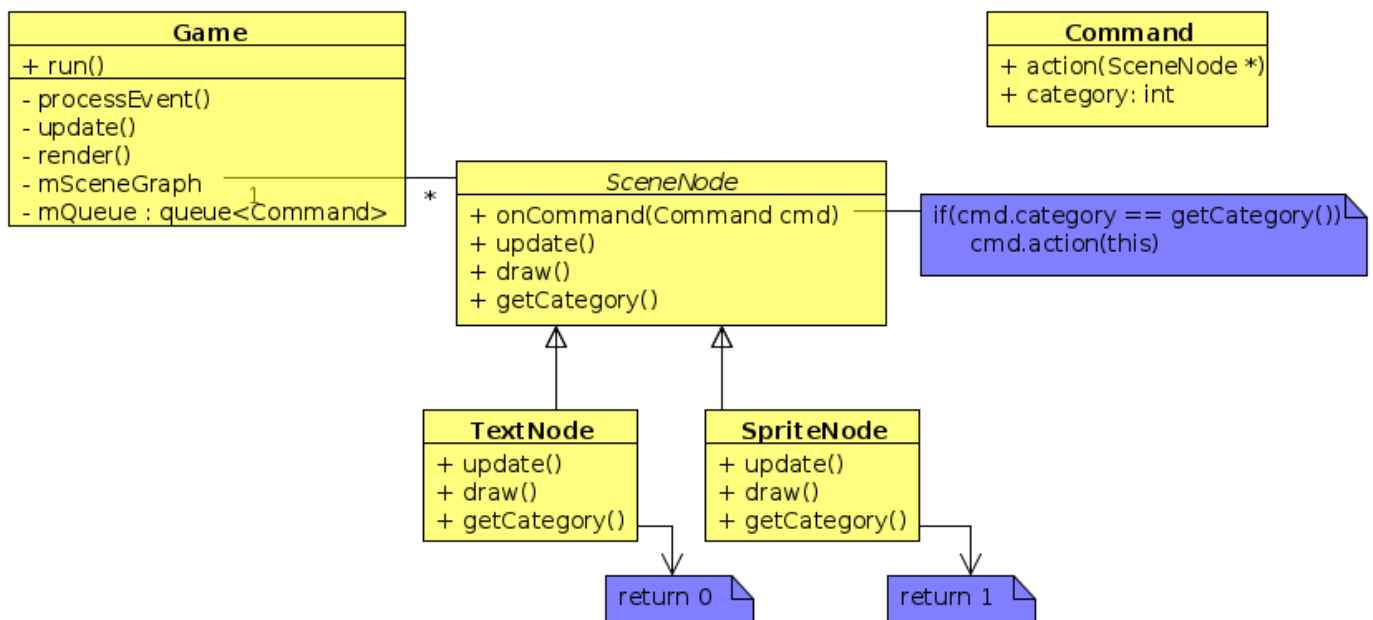 Game
+ run()
- processEvent()
- update()
- render()
- mSceneGraph
1
*
- mQueue : queue<Command>
Command
+ action(SceneNode *)
+ category: int
SceneNode
+ onCommand(Command cmd)
+ update()
+ draw()
+ getCategory()
if(cmd.category == getCategory())
cmd.action(this)
TextNode
+ update()
+ draw()
+ getCategory()
SpriteNode
+ update()
+ draw()
+ getCategory()
return 0
return 1